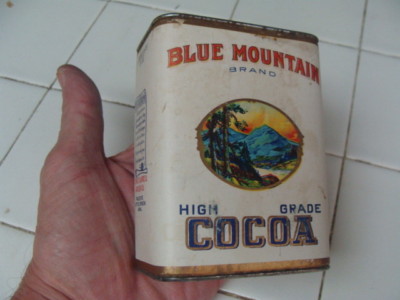 BLUE MOUNTAIN
BRAND
HIGH GRADE
COCOA